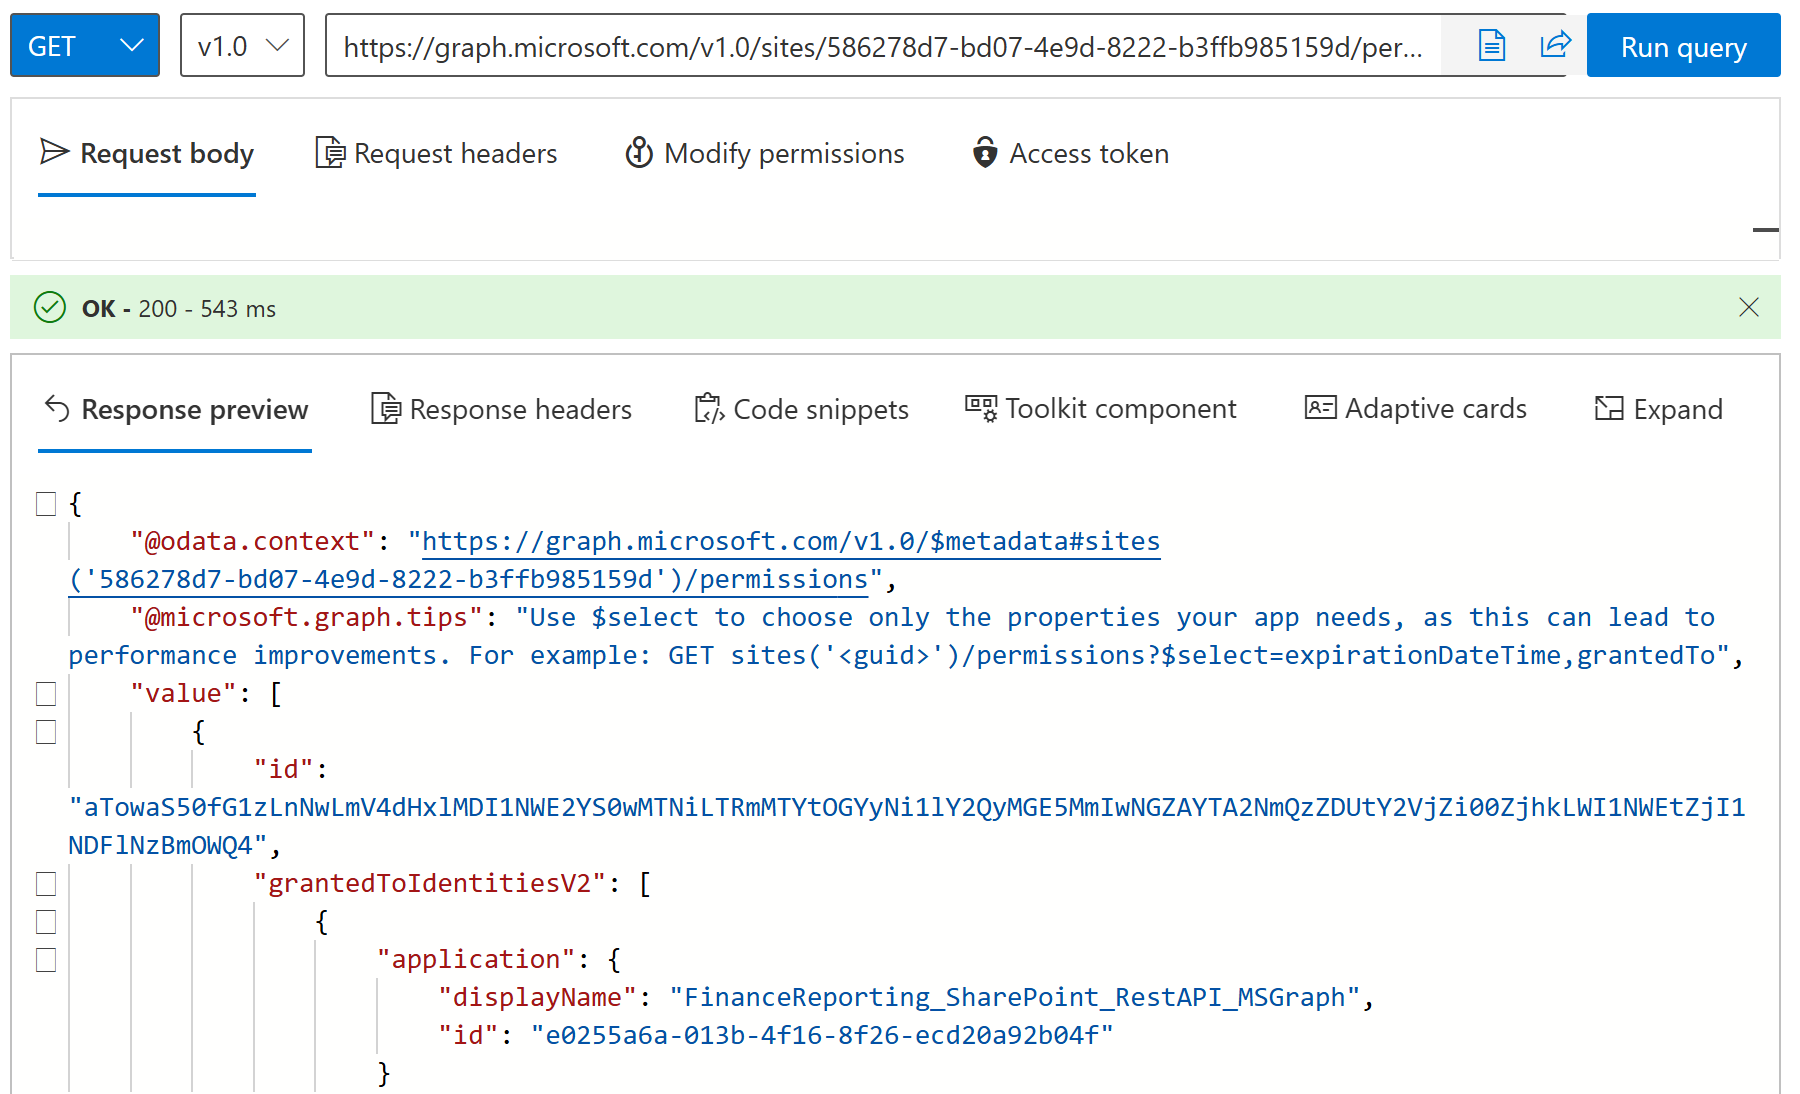 GET v1.0 https://graph.microsoft.com/v1.0/sites/586278d7-bd07-4e9d-8222-b3ffb985159d/per... Run query
Request body Request headers Modify permissions Access token
OK - 200 - 543 ms
Response preview Response headers Code snippets Toolkit component Adaptive cards Expand
{
"@odata.context": "https://graph.microsoft.com/v1.0/$metadata#sites
('586278d7-bd07-4e9d-8222-b3ffb985159d')/permissions",
"@microsoft.graph.tips": "Use $select to choose only the properties your app needs, as this can lead to
performance improvements. For example: GET sites('<guid>')/permissions?$select=expirationDateTime,grantedTo",
"value": [
{
"id":
"aTowaS50fG1zLnNwLmV4dHxlMDI1NWE2YS0wMTNiLTRmMTYtOGYyNi1lY2QyMGE5MmIwNGZAYTA2NmQzZDUtY2VjZi00ZjhkLWI1NWEtZjI1
NDFlNzBmOWQ4",
"grantedToIdentitiesV2": [
{
"application": {
"displayName": "FinanceReporting_SharePoint_RestAPI_MSGraph",
"id": "e0255a6a-013b-4f16-8f26-ecd20a92b04f"
}